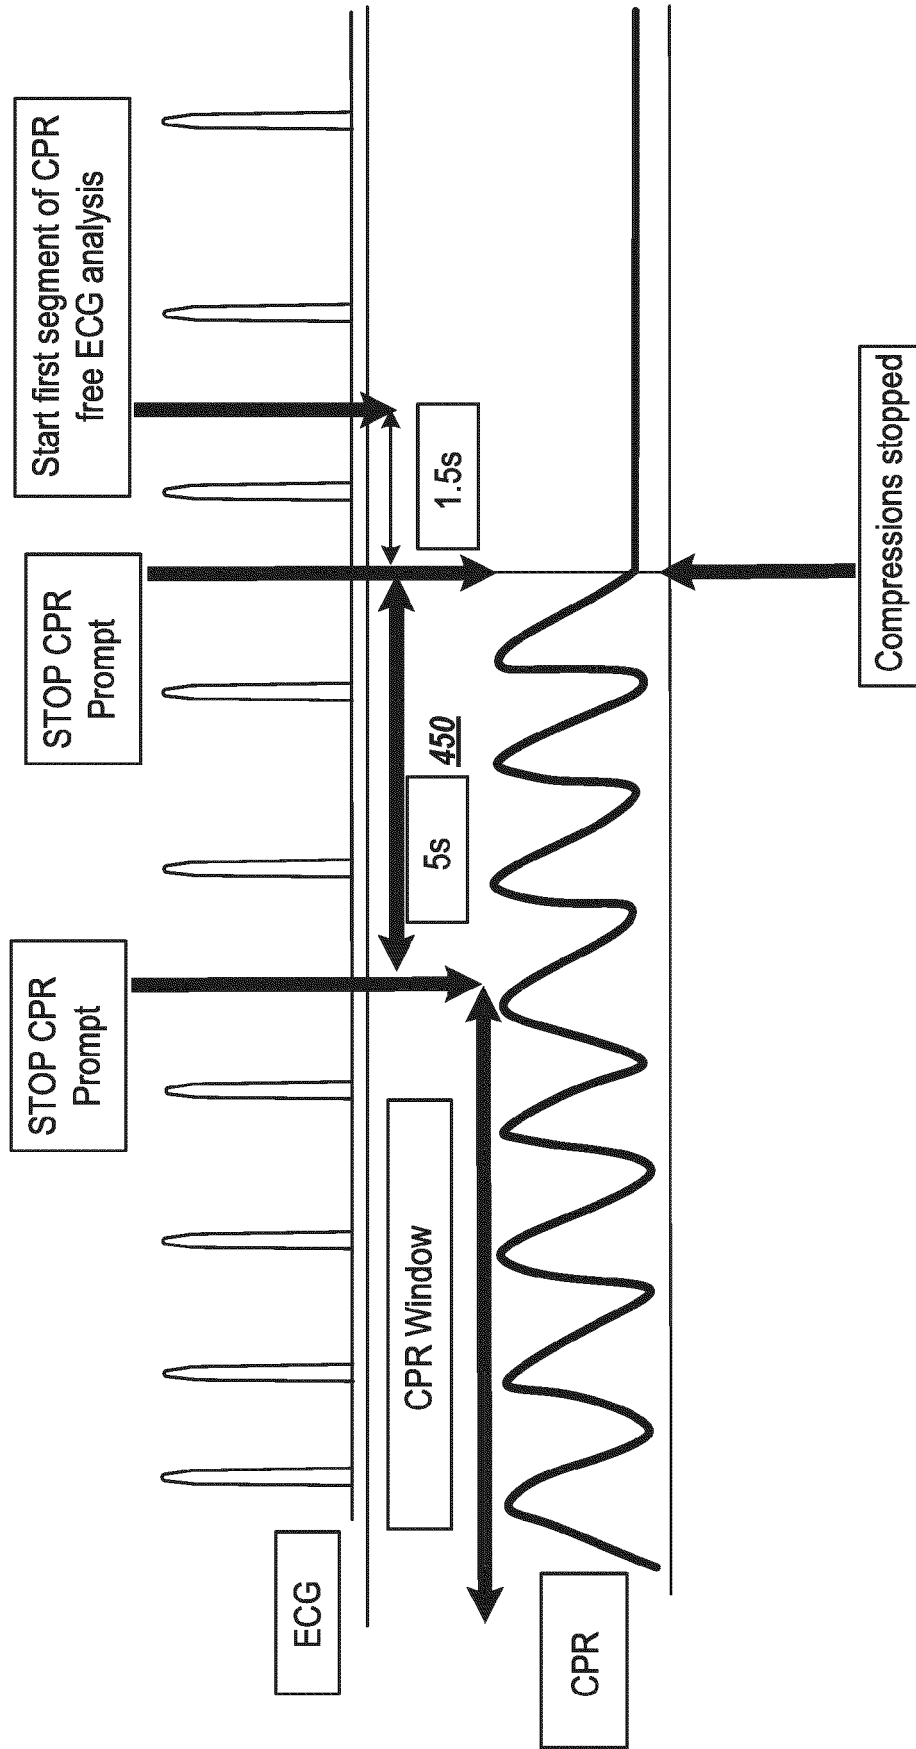 STOP CPR
Prompt
STOP CPR
Prompt
Start first segment of CPR
free ECG analysis
ECG
CPR Window
5s
450
1.5s
CPR
Compressions stopped